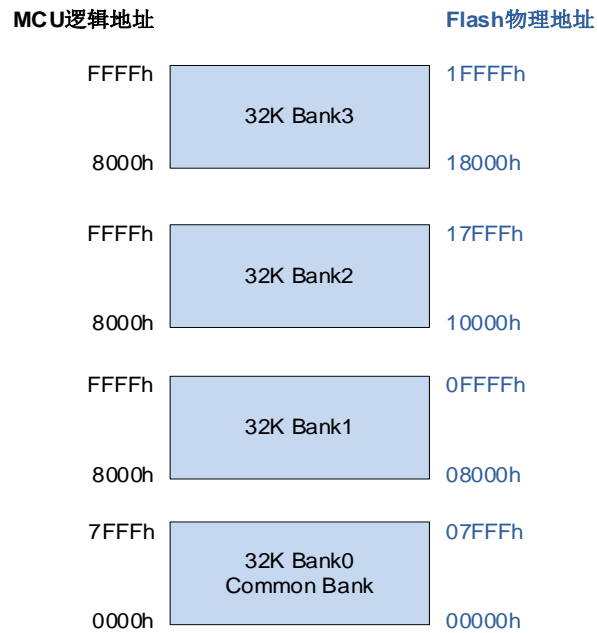 MCU逻辑地址 Flash物理地址
FFFFh 1FFFFh
32K Bank3
8000h 18000h
FFFFh 17FFFh
32K Bank2
8000h 10000h
FFFFh 0FFFFh
32K Bank1
8000h 08000h
7FFFh 07FFFh
32K Bank0
Common Bank
0000h 00000h